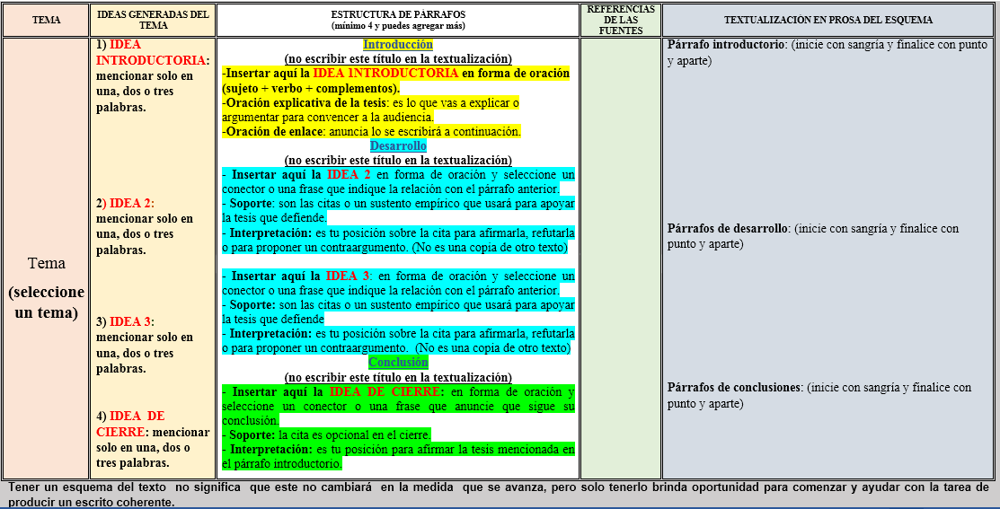 TEMA
IDEAS GENERADAS DEL
TEMA
ESTRUCTURA DE PÁRRAFOS
(mínimo 4 y puedes agregar más)
REFERENCIAS
DE LAS
FUENTES
TEXTUALIZACIÓN EN PROSA DEL ESQUEMA
Tema
(seleccione
un tema)
1) IDEA
INTRODUCTORIA:
mencionar solo en
una, dos o tres
palabras.
2) IDEA 2:
mencionar solo en
una, dos o tres
palabras.
3) IDEA 3:
mencionar solo en
una, dos o tres
palabras.
4) IDEA DE
CIERRE: mencionar
solo en una, dos o
tres palabras.
Introducción
(no escribir este título en la textualización)
-Insertar aquí la IDEA INTRODUCTORIA en forma de oración
(sujeto + verbo + complementos).
-Oración explicativa de la tesis: es lo que vas a explicar o
argumentar para convencer a la audiencia.
-Oración de enlace: anuncia lo se escribirá a continuación.
Desarrollo
(no escribir este título en la textualización)
- Insertar aquí la IDEA 2 en forma de oración y seleccione un
conector o una frase que indique la relación con el párrafo anterior.
- Soporte: son las citas o un sustento empírico que usará para apoyar
la tesis que defiende.
- Interpretación: es tu posición sobre la cita para afirmarla, refutarla
o para proponer un contraargumento. (No es una copia de otro texto)
- Insertar aquí la IDEA 3: en forma de oración y seleccione un
conector o una frase que indique la relación con el párrafo anterior.
- Soporte: son las citas o un sustento empírico que usará para apoyar
la tesis que defiende
- Interpretación: es tu posición sobre la cita para afirmarla, refutarla
o para proponer un contraargumento. (No es una copia de otro texto)
Conclusión
(no escribir este título en la textualización)
- Insertar aquí la IDEA DE CIERRE: en forma de oración y
seleccione un conector o una frase que anuncie que sigue su
conclusión.
- Soporte: la cita es opcional en el cierre.
- Interpretación: es tu posición para afirmar la tesis mencionada en
el párrafo introductorio.
Párrafo introductorio: (inicie con sangría y finalice con punto
y aparte)
Párrafos de desarrollo: (inicie con sangría y finalice con
punto y aparte)
Párrafos de conclusiones: (inicie con sangría y finalice con
punto y aparte)
Tener un esquema del texto no significa que este no cambiará en la medida que se avanza, pero solo tenerlo brinda oportunidad para comenzar y ayudar con la tarea de
producir un escrito coherente.